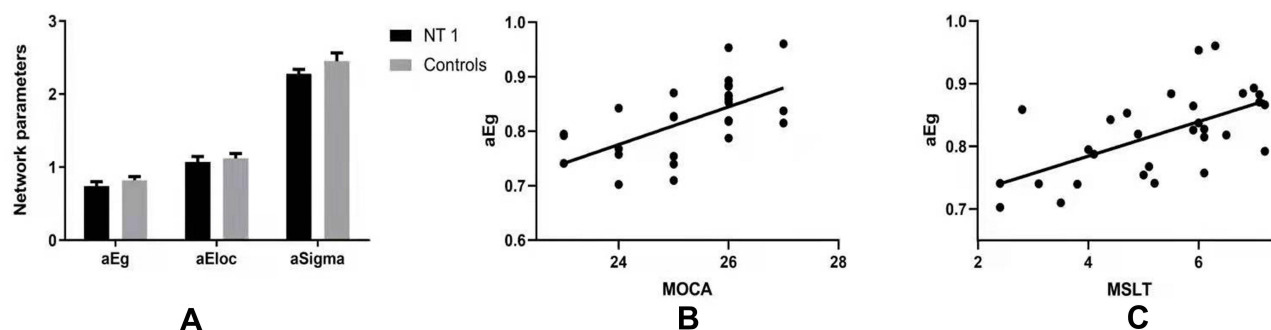 Network parameters
3
2
1
0
aEg
aEloc
aSigma
NT 1
Controls
A
aEg
1.0
0.9
0.8
0.7
0.6
24
26
28
MOCA
B
aEg
1.0
0.9
0.8
0.7
2
4
6
MSLT
C